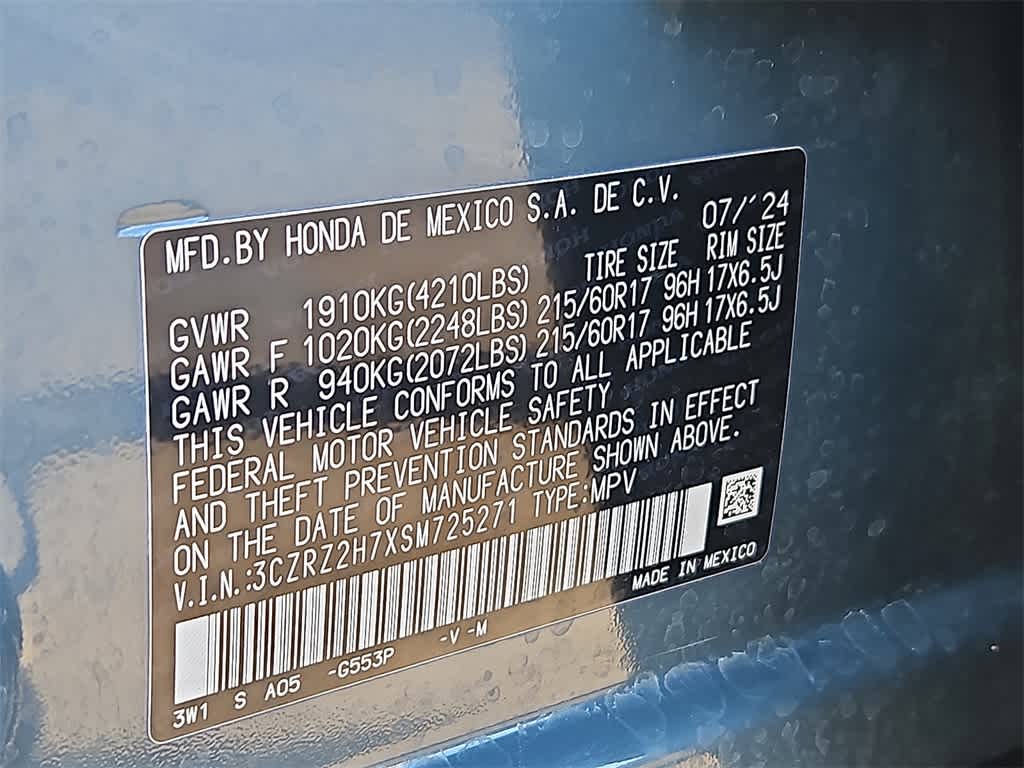 MFD.BY HONDA DE MEXICO S.A. DE C.V.
07/'24
TIRE SIZE RIM SIZE
GVWR 1910KG(4210LBS)
GAWR F 1020KG(2248LBS) 215/60R17 96H 17X6.5J
GAWR R 940KG(2072LBS) 215/60R17 96H 17X6.5J
THIS VEHICLE CONFORMS TO ALL APPLICABLE
FEDERAL MOTOR VEHICLE SAFETY
AND THEFT PREVENTION STANDARDS IN EFFECT
ON THE DATE OF MANUFACTURE SHOWN ABOVE.
V.I.N.:3CZRZ2H7XSM725271 TYPE:MPV
MADE IN MEXICO
3W1 S A05 -G553P -V -M